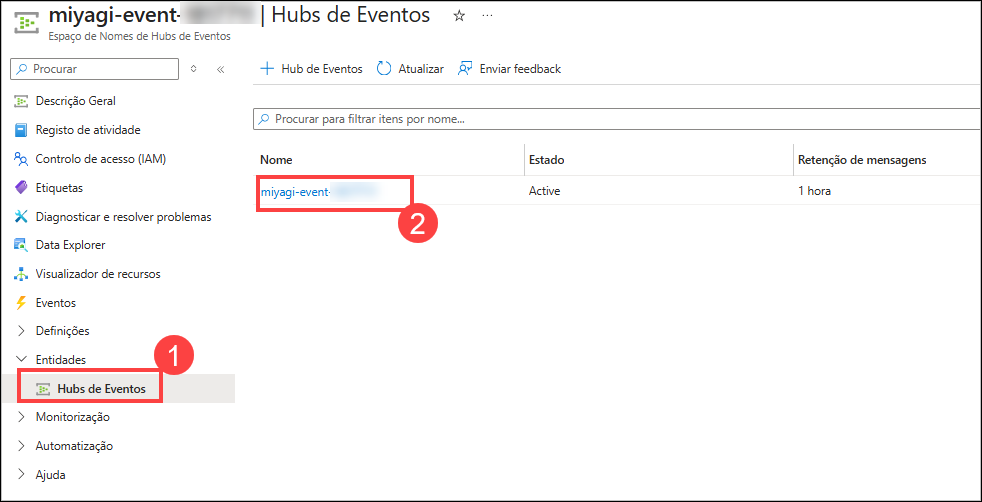 miyagi-event- | Hubs de Eventos
Espaço de Nomes de Hubs de Eventos
Procurar
Hub de Eventos Atualizar Enviar feedback
Descrição Geral
Registo de atividade
Controlo de acesso (IAM)
Etiquetas
Diagnosticar e resolver problemas
Data Explorer
Visualizador de recursos
Eventos
Definições
Entidades
1
Hubs de Eventos
Monitorização
Automatização
Ajuda
Procurar para filtrar itens por nome...
Nome Estado Retenção de mensagens
miyagi-event- Active 1 hora
2